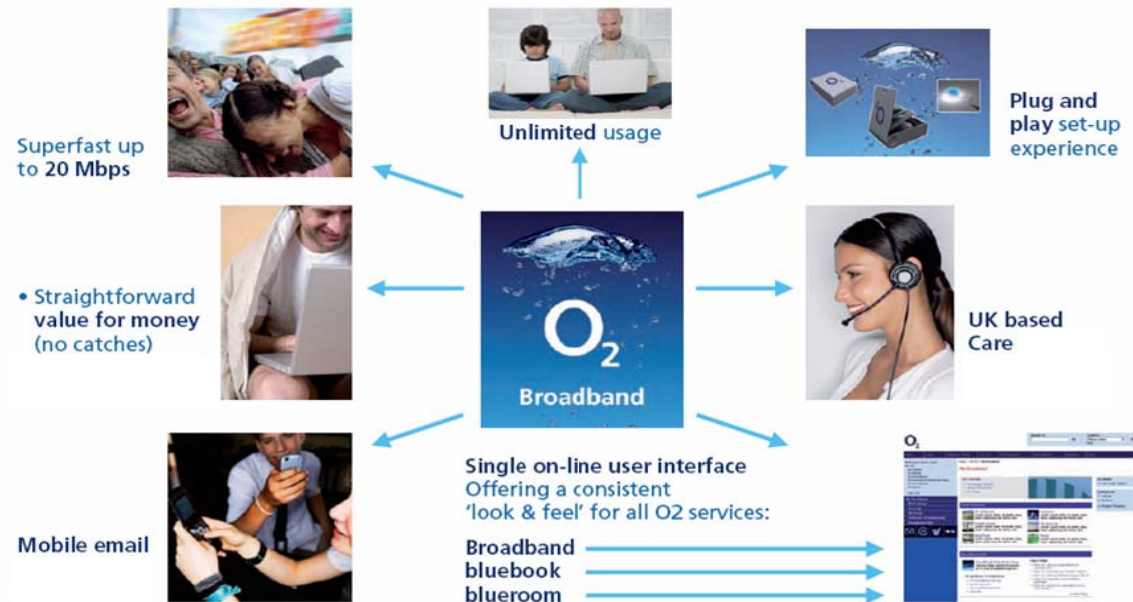 Superfast up
to 20 Mbps
Unlimited usage
Plug and
play set-up
experience
• Straightforward
value for money
(no catches)
O2
Broadband
UK based
Care
Mobile email
Single on-line user interface
Offering a consistent
‘look & feel’ for all O2 services:
Broadband
bluebook
blueroom
O2